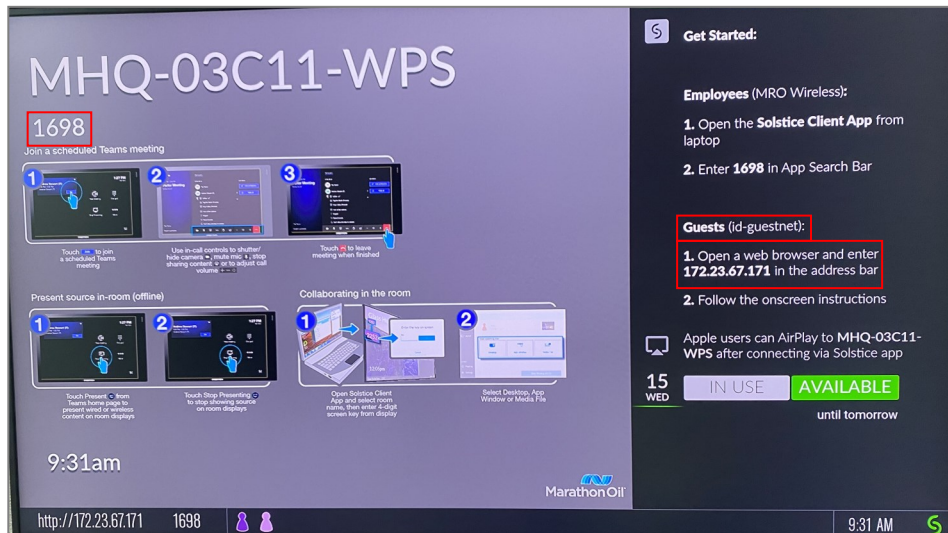 MHQ-03C11-WPS
1698
Join a scheduled Teams meeting
1
2
3
Touch to join
a scheduled Teams
meeting
Use in-call controls to shutter/
hide camera , mute mic , stop
sharing content or to adjust call
volume
Touch to leave
meeting when finished
Present source in-room (offline)
1
2
Touch Present from
Teams home page to
present wired or wireless
content on room displays
Touch Stop Presenting
to stop showing source
on room displays
Collaborating in the room
1
2
Open Solstice Client
App and select room
name, then enter 4-digit
screen key from display
Select Desktop, App
Window or Media File
9:31am
Marathon Oil
http://172.23.67.171 1698
Get Started:
Employees (MRO Wireless):
1. Open the Solstice Client App from
laptop
2. Enter 1698 in App Search Bar
Guests (id-guestnet):
1. Open a web browser and enter
172.23.67.171 in the address bar
2. Follow the onscreen instructions
Apple users can AirPlay to MHQ-03C11-
WPS after connecting via Solstice app
15
WED
IN USE AVAILABLE
until tomorrow
9:31 AM